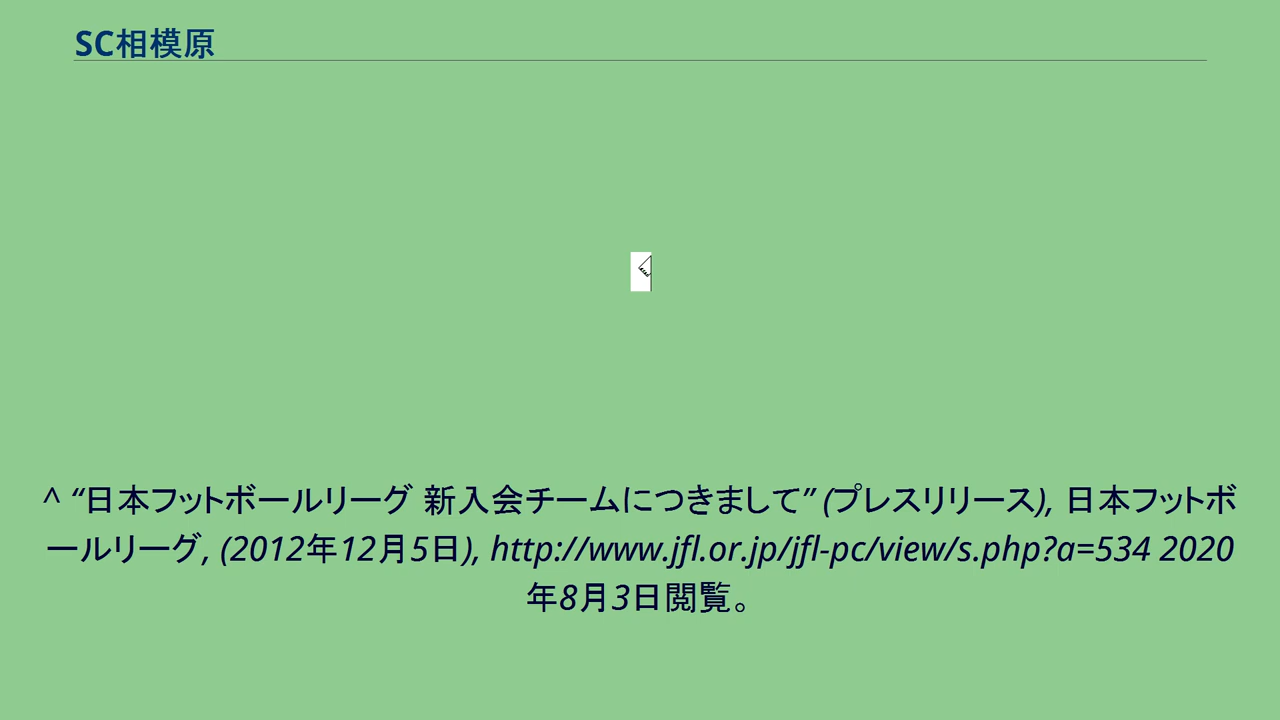 SC相模原
^ “日本フットボールリーグ 新入会チームにつきまして” (プレスリリース), 日本フットボ
ールリーグ, (2012年12月5日), http://www.jfl.or.jp/jfl-pc/view/s.php?a=534 2020
年8月3日閲覧。